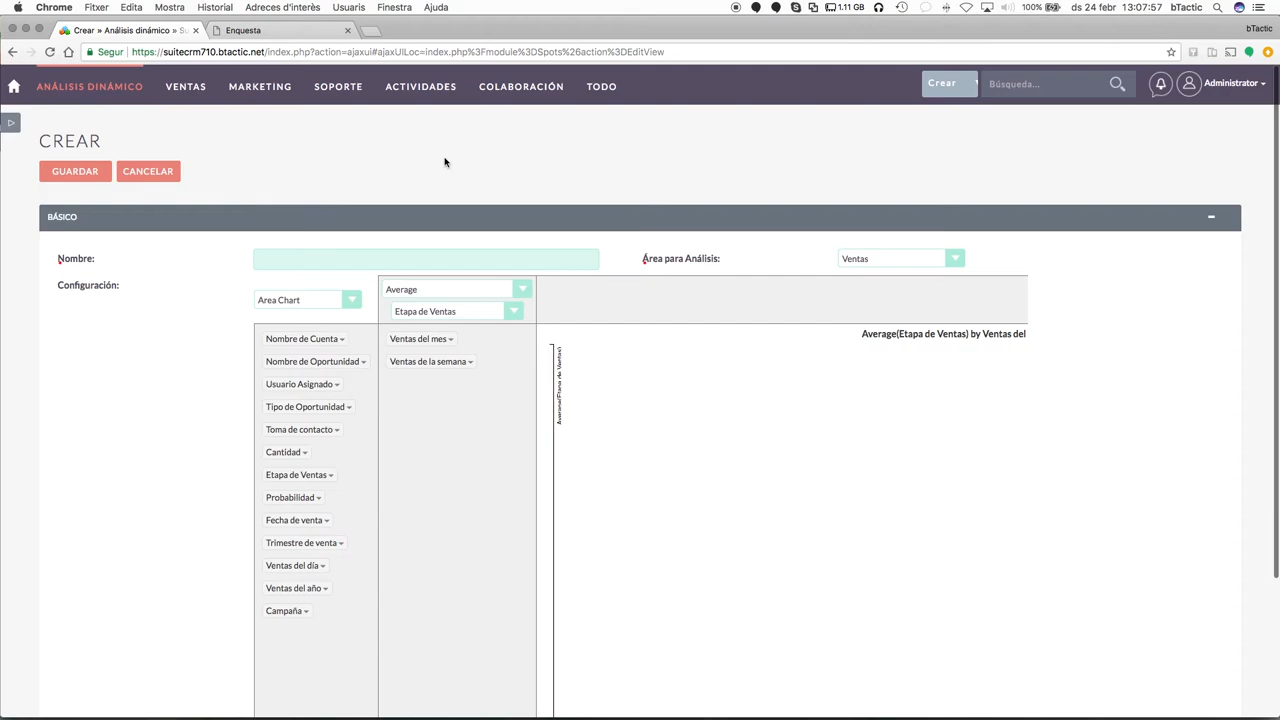 Chrome Fitxer Edita Mostra Historial Adreces d'interès Usuaris Finestra Ajuda 1.11 GB 100% ds 24 febr 13:07:57 bTactic
Crear » Análisis dinámico » Su Enquesta bTactic
Segur https://suitecrm710.btactic.net/index.php?action=ajaxui#ajaxUILoc=index.php%3Fmodule%3DSpots%26action%3DEditView
ANÁLISIS DINÁMICO VENTAS MARKETING SOPORTE ACTIVIDADES COLABORACIÓN TODO Crear Búsqueda... Administrator
CREAR
GUARDAR CANCELAR
BÁSICO
Nombre: Área para Análisis: Ventas
Configuración:
Average
Area Chart
Etapa de Ventas
Nombre de Cuenta Ventas del mes
Average(Etapa de Ventas) by Ventas del
Nombre de Oportunidad Ventas de la semana
Usuario Asignado
Average(Etapa de Ventas)
Tipo de Oportunidad
Toma de contacto
Cantidad
Etapa de Ventas
Probabilidad
Fecha de venta
Trimestre de venta
Ventas del día
Ventas del año
Campaña